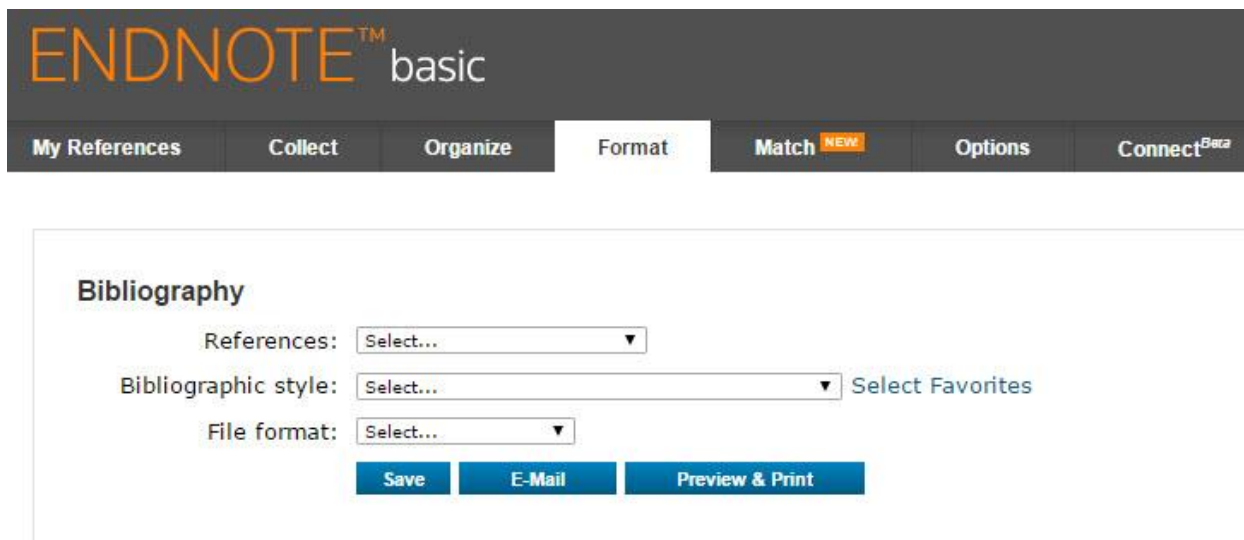 ENDNOTE™ basic
My References Collect Organize Format Match NEW Options Connect Beta
Bibliography
References: Select...
Bibliographic style: Select... Select Favorites
File format: Select...
Save E-Mail Preview & Print